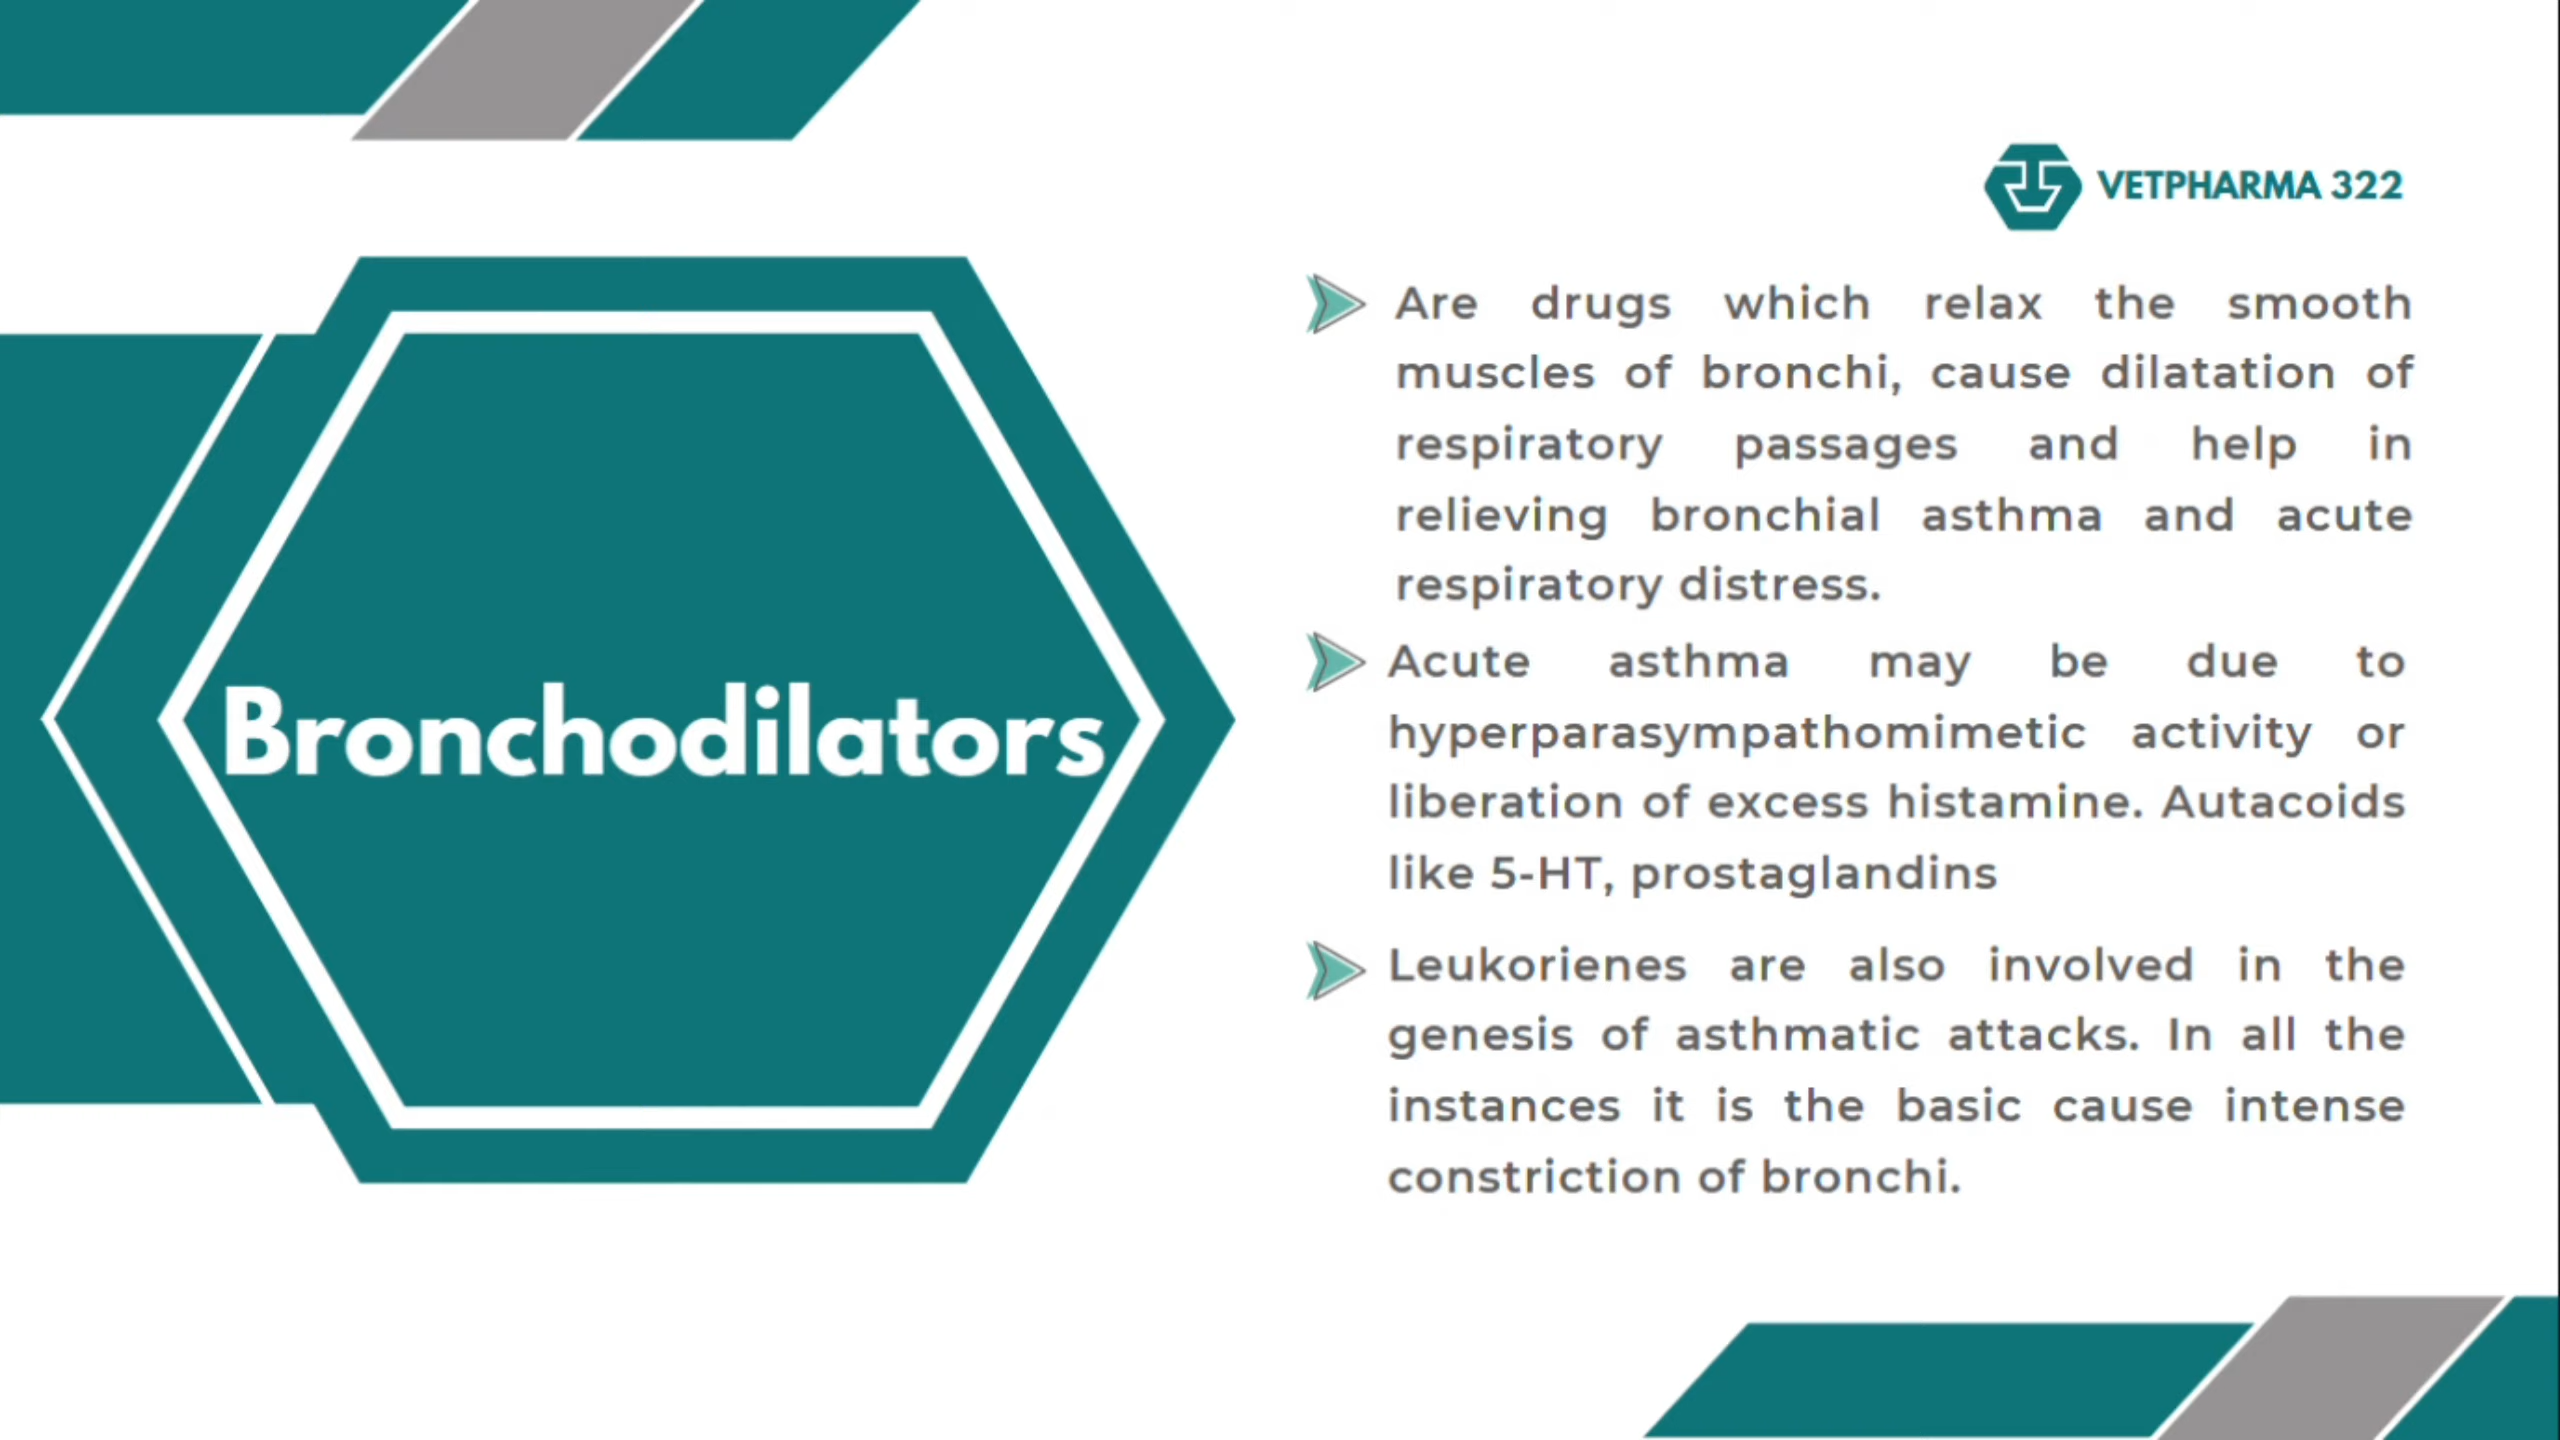 VETPHARMA 322
Bronchodilators
Are drugs which relax the smooth
muscles of bronchi, cause dilatation of
respiratory passages and help in
relieving bronchial asthma and acute
respiratory distress.
Acute asthma may be due to
hyperparasympathomimetic activity or
liberation of excess histamine. Autacoids
like 5-HT, prostaglandins
Leukorienes are also involved in the
genesis of asthmatic attacks. In all the
instances it is the basic cause intense
constriction of bronchi.